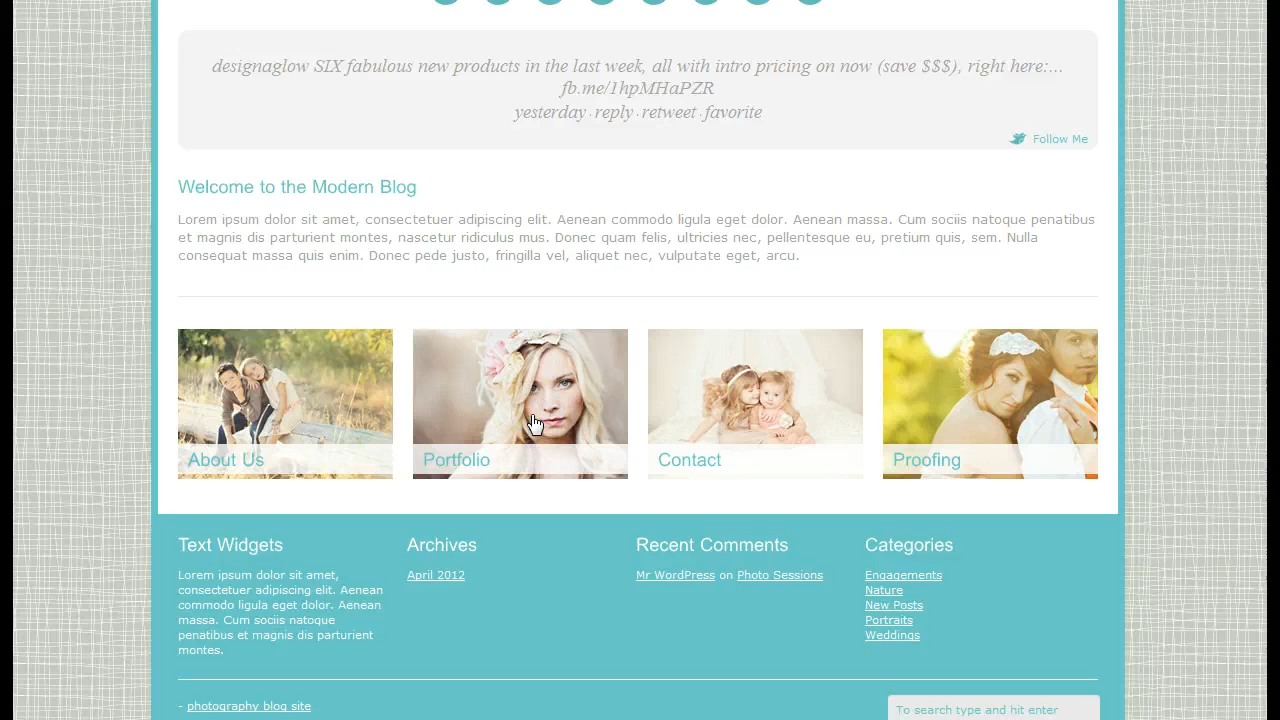 designaglow SIX fabulous new products in the last week, all with intro pricing on now (save $$$), right here:...
fb.me/1hpMHaPZR
yesterday · reply · retweet · favorite
Follow Me
Welcome to the Modern Blog
Lorem ipsum dolor sit amet, consectetuer adipiscing elit. Aenean commodo ligula eget dolor. Aenean massa. Cum sociis natoque penatibus
et magnis dis parturient montes, nascetur ridiculus mus. Donec quam felis, ultricies nec, pellentesque eu, pretium quis, sem. Nulla
consequat massa quis enim. Donec pede justo, fringilla vel, aliquet nec, vulputate eget, arcu.
About Us
Portfolio
Contact
Proofing
Text Widgets
Lorem ipsum dolor sit amet,
consectetuer adipiscing elit. Aenean
commodo ligula eget dolor. Aenean
massa. Cum sociis natoque
penatibus et magnis dis parturient
montes.
Archives
April 2012
Recent Comments
Mr WordPress on Photo Sessions
Categories
Engagements
Nature
New Posts
Portraits
Weddings
- photography blog site
To search type and hit enter